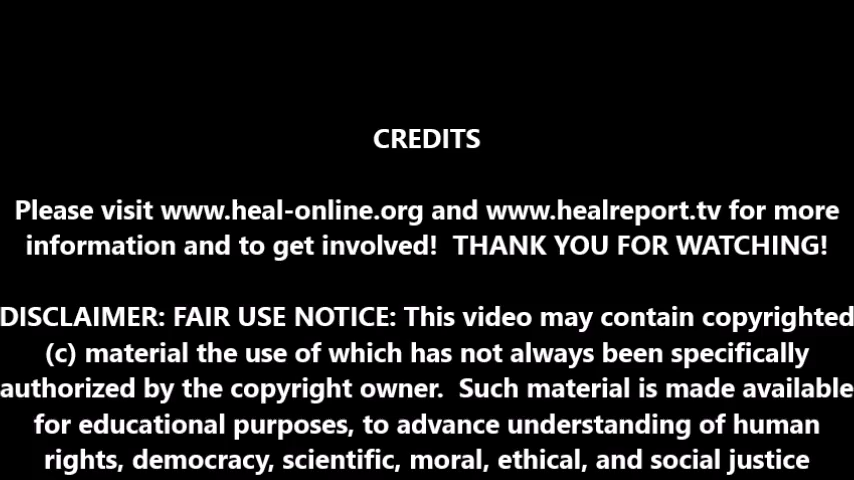 CREDITS
Please visit www.heal-online.org and www.healreport.tv for more
information and to get involved!  THANK YOU FOR WATCHING!
DISCLAIMER: FAIR USE NOTICE: This video may contain copyrighted
(c) material the use of which has not always been specifically
authorized by the copyright owner.  Such material is made available
for educational purposes, to advance understanding of human
rights, democracy, scientific, moral, ethical, and social justice